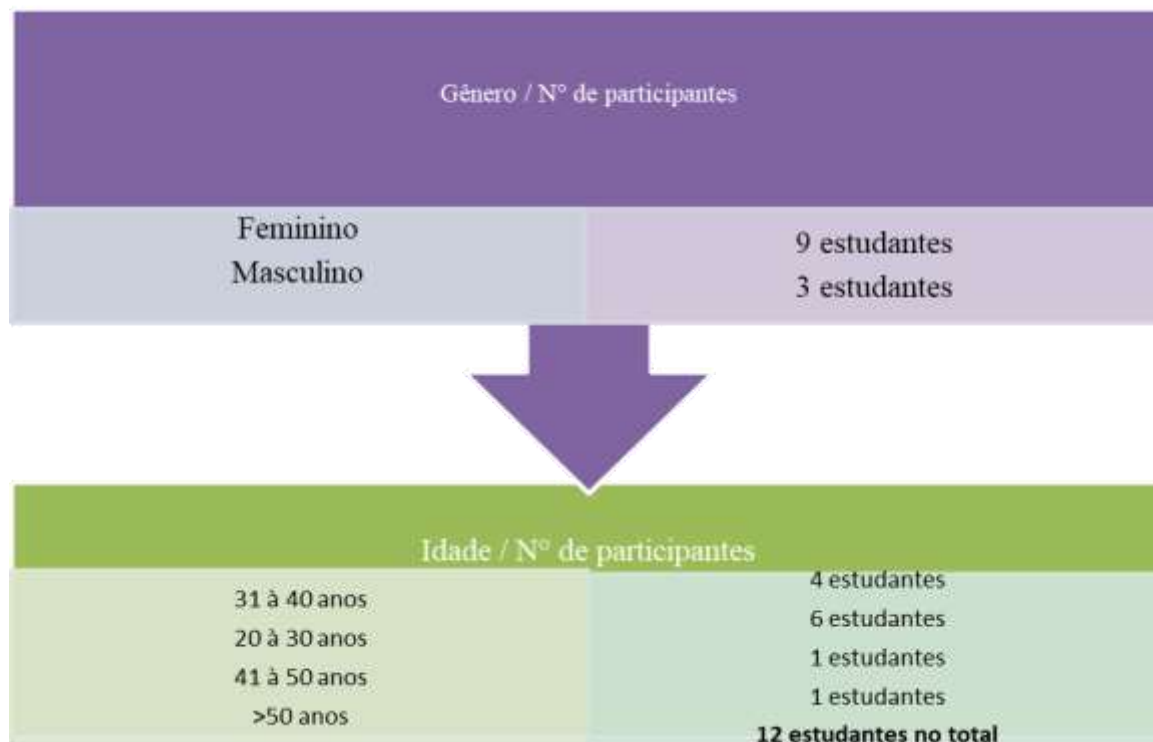 Gênero / N° de participantes
Feminino
Masculino
9 estudantes
3 estudantes
Idade / N° de participantes
31 à 40 anos
20 à 30 anos
41 à 50 anos
>50 anos
4 estudantes
6 estudantes
1 estudantes
1 estudantes
12 estudantes no total